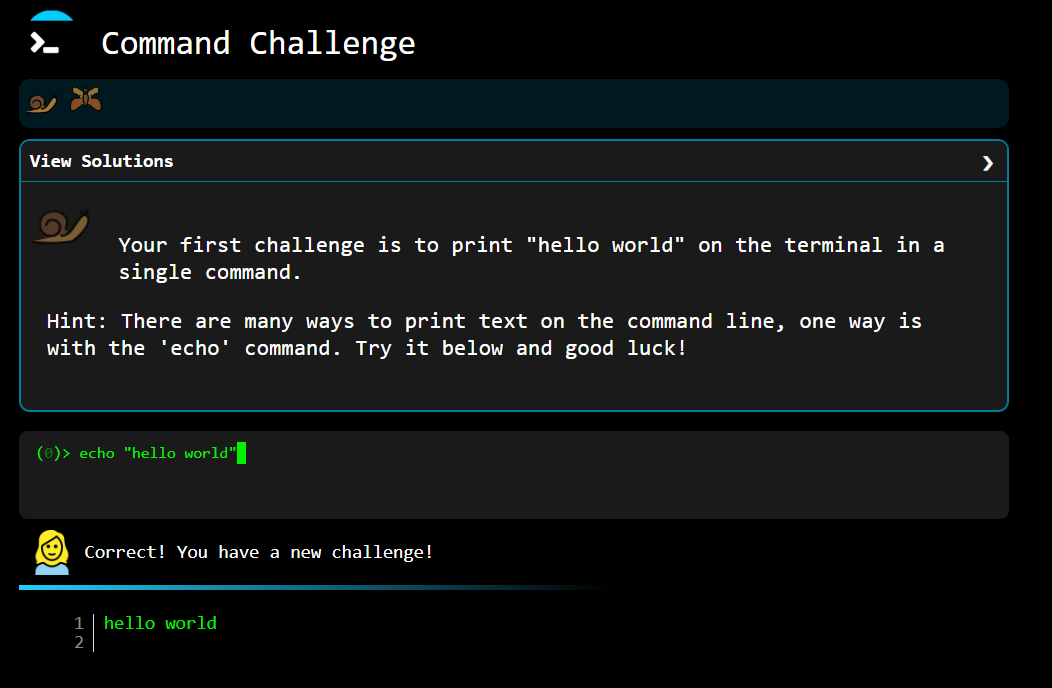 Command Challenge
View Solutions
Your first challenge is to print "hello world" on the terminal in a
single command.
Hint: There are many ways to print text on the command line, one way is
with the 'echo' command. Try it below and good luck!
(0)> echo "hello world"
Correct! You have a new challenge!
1 hello world
2